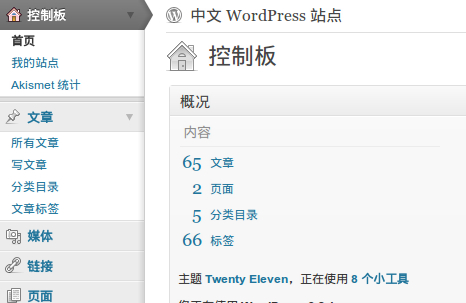 控制板
首页
我的站点
Akismet 统计
文章
所有文章
写文章
分类目录
文章标签
媒体
链接
页面
中文 WordPress 站点
控制板
概况
内容
65 文章
2 页面
5 分类目录
66 标签
主题 Twenty Eleven，正在使用 8 个小工具